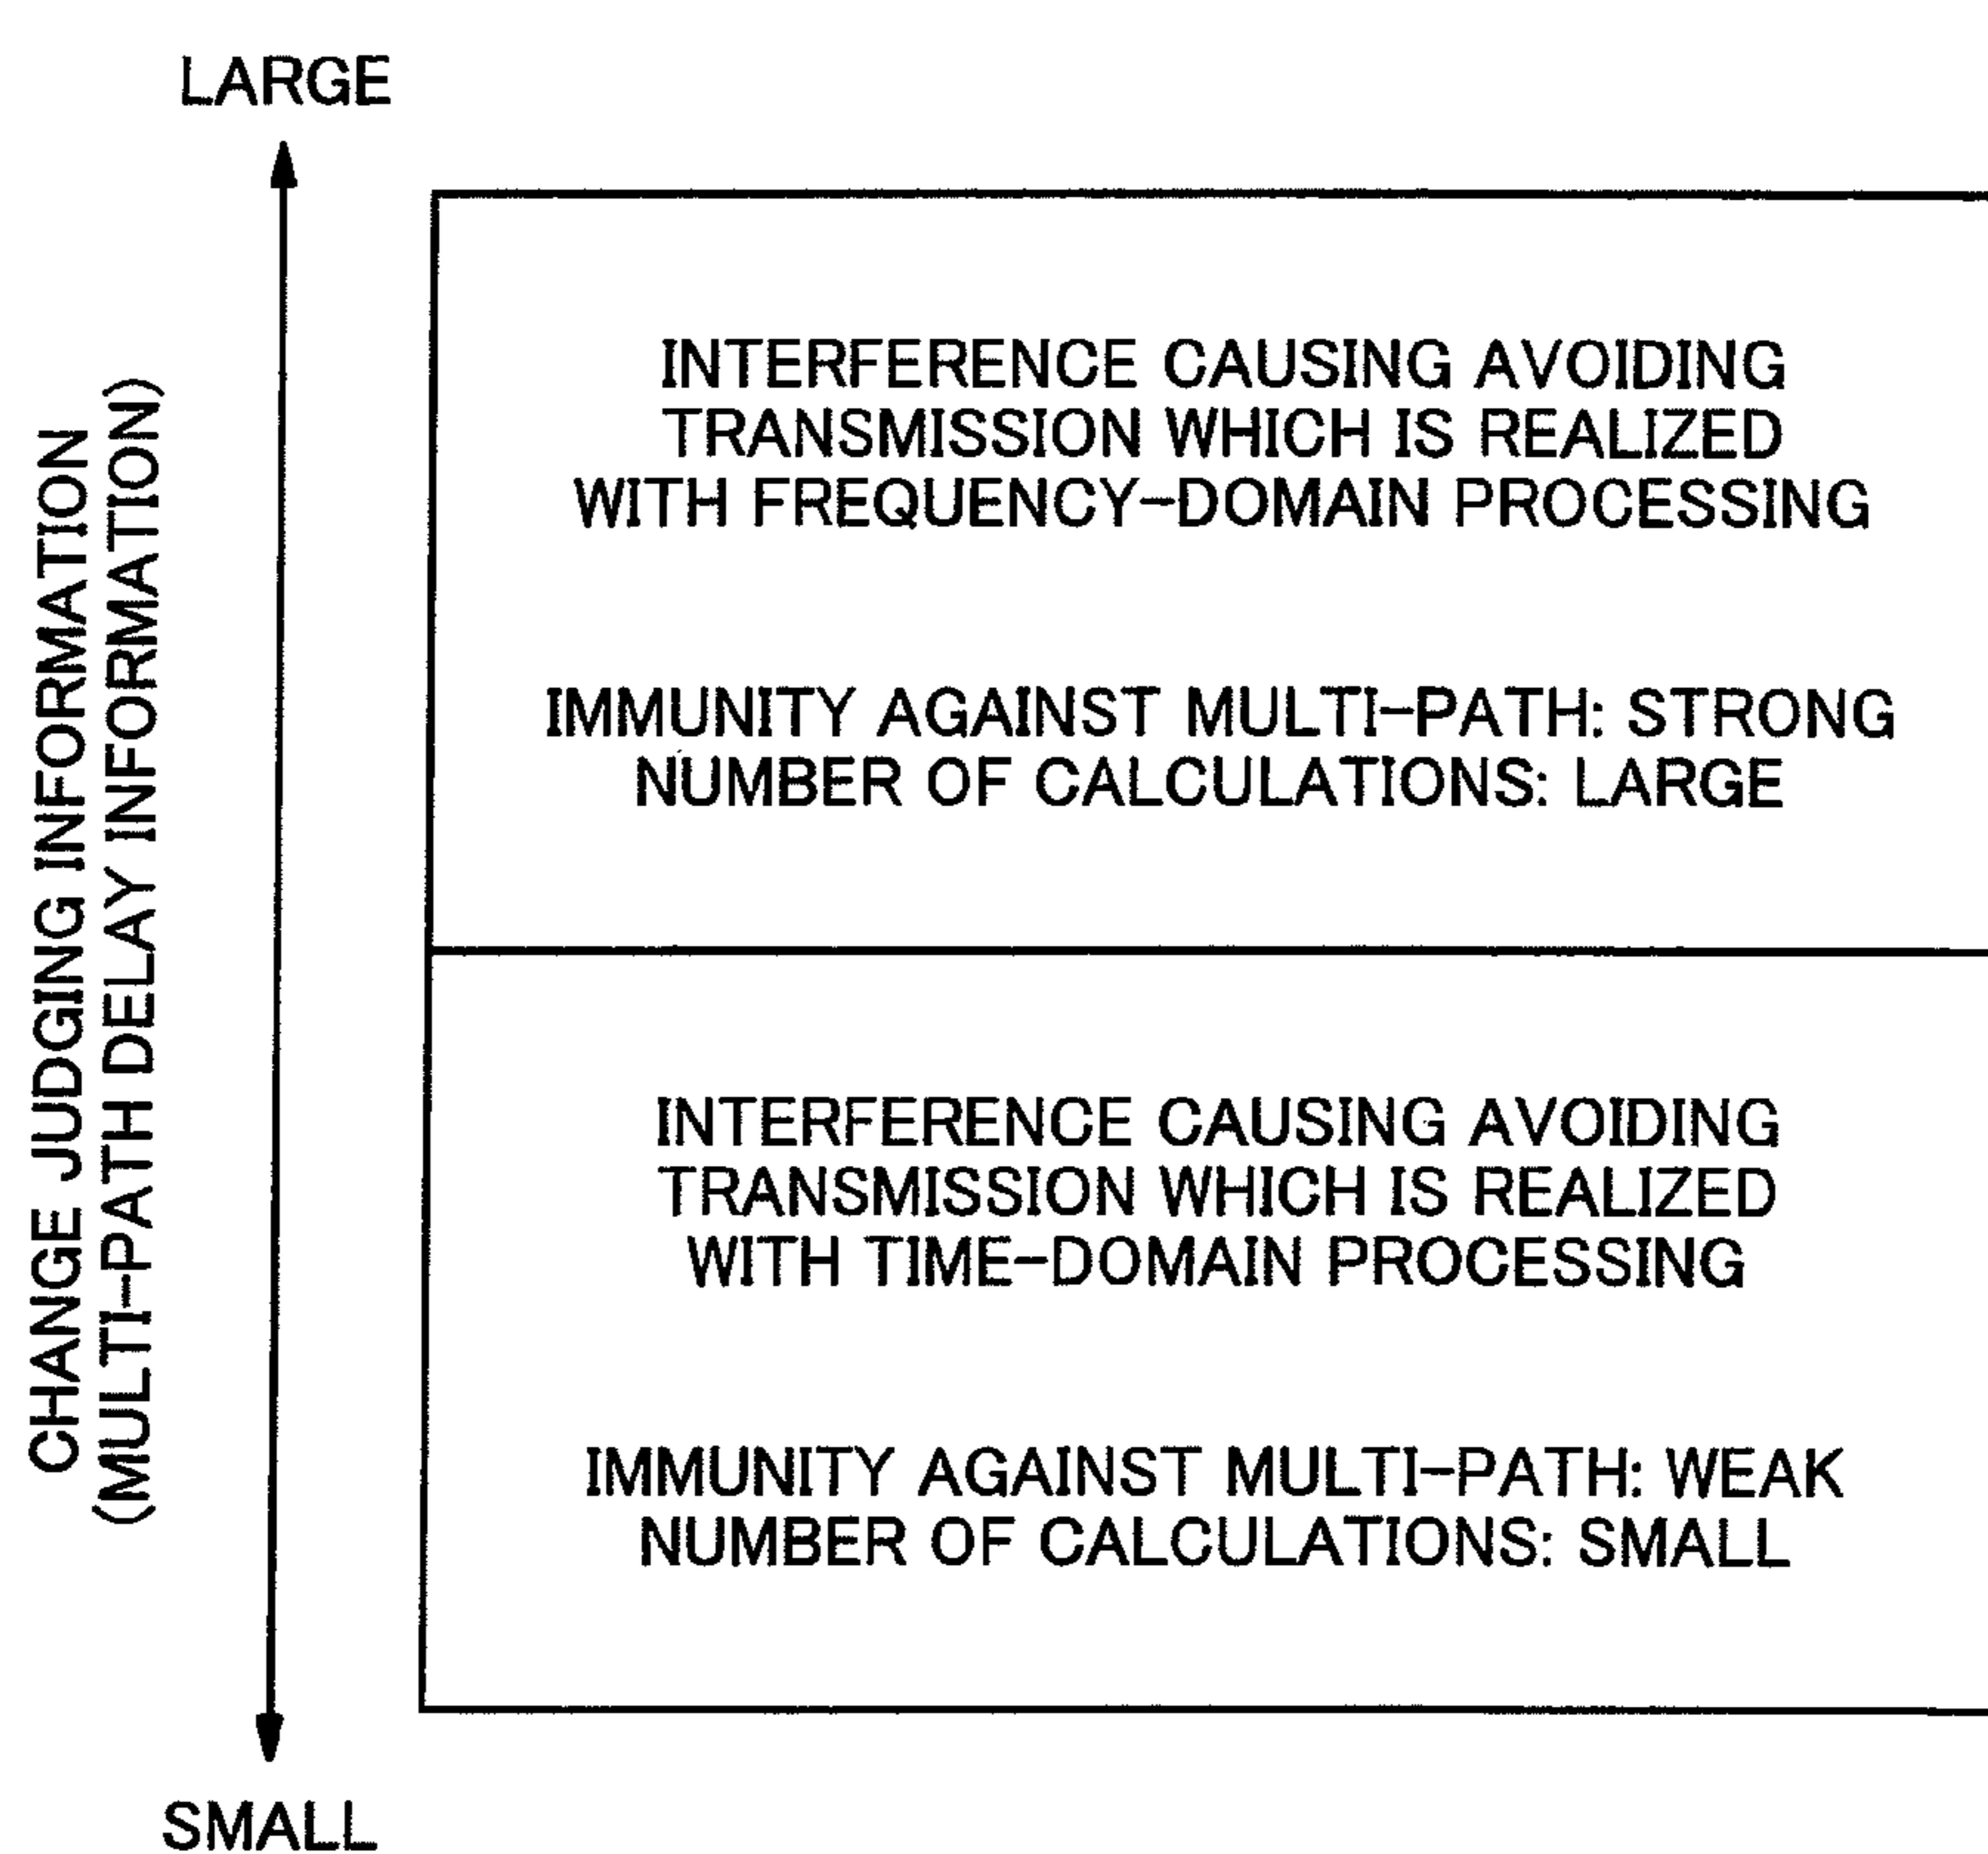 LARGE
CHANGE JUDGING INFORMATION
(MULTI-PATH DELAY INFORMATION)
INTERFERENCE CAUSING AVOIDING
TRANSMISSION WHICH IS REALIZED
WITH FREQUENCY-DOMAIN PROCESSING
IMMUNITY AGAINST MULTI-PATH: STRONG
NUMBER OF CALCULATIONS: LARGE
INTERFERENCE CAUSING AVOIDING
TRANSMISSION WHICH IS REALIZED
WITH TIME-DOMAIN PROCESSING
IMMUNITY AGAINST MULTI-PATH: WEAK
NUMBER OF CALCULATIONS: SMALL
SMALL